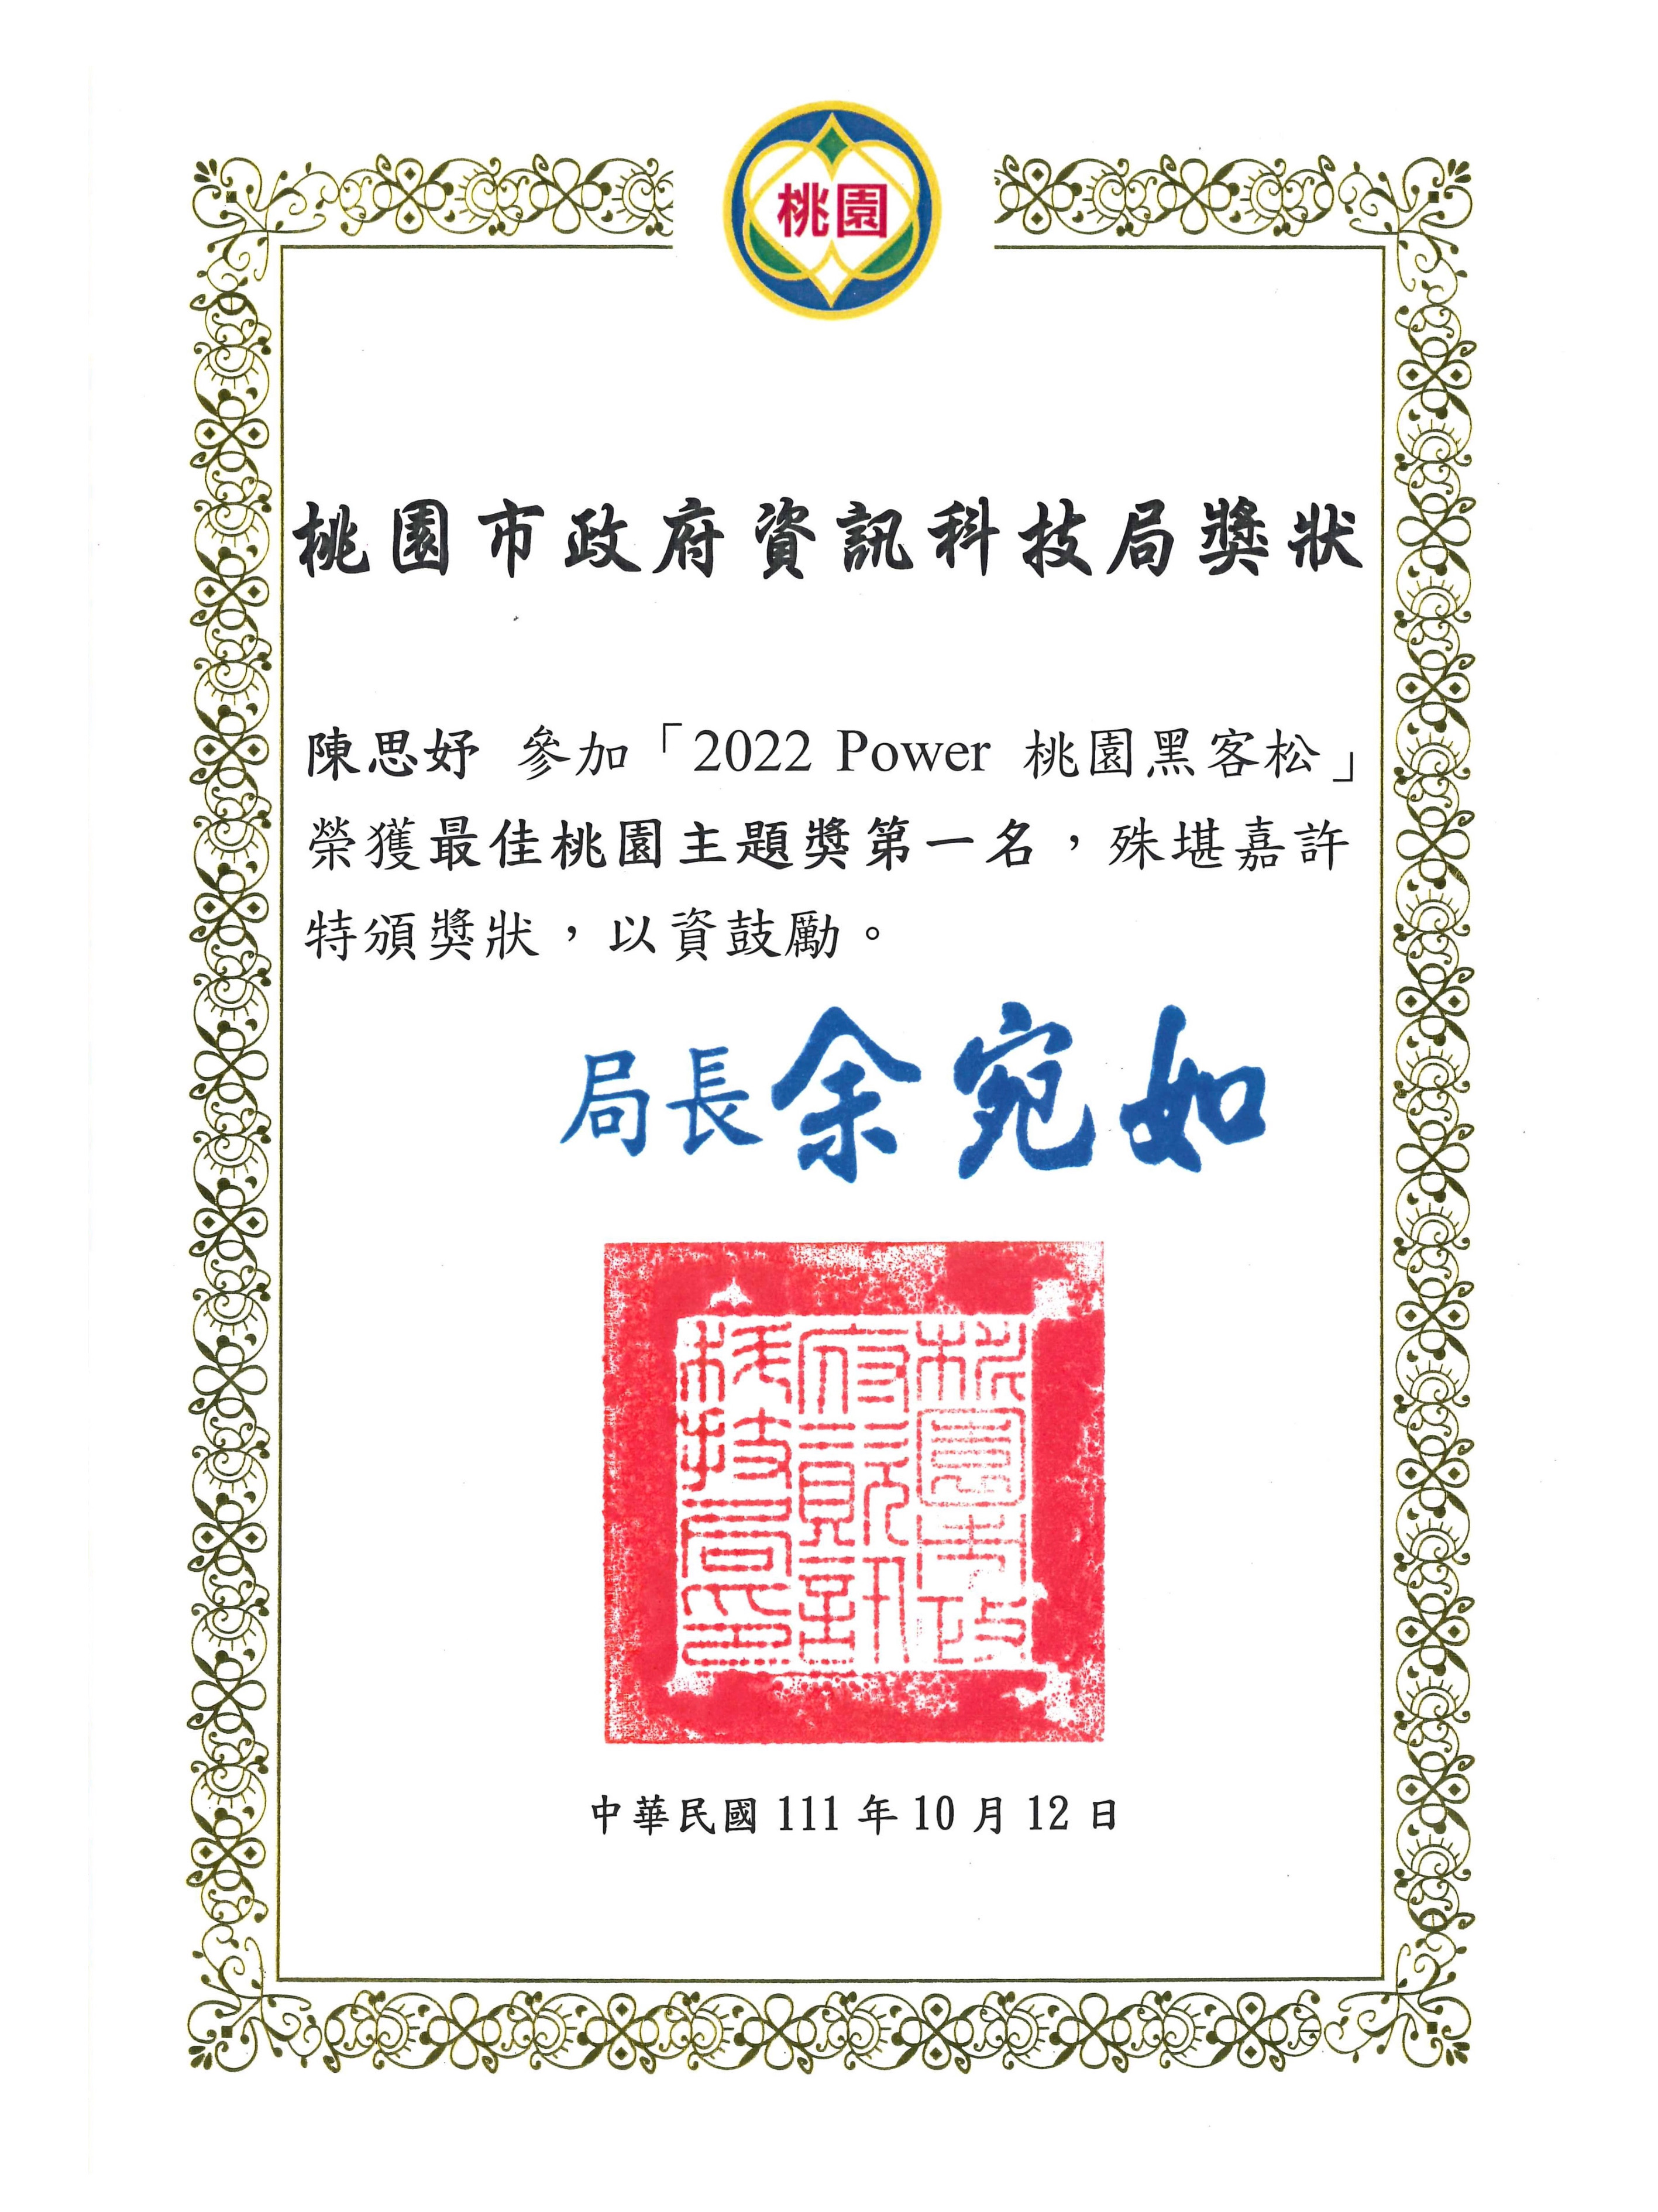 桃園
桃園市政府資訊科技局獎狀
陳思妤 參加「2022 Power 桃園黑客松」
榮獲最佳桃園主題獎第一名，殊堪嘉許
特頒獎狀，以資鼓勵。
局長余宛如
桃園市政
府資訊
科技局印
中華民國 111 年 10 月 12 日